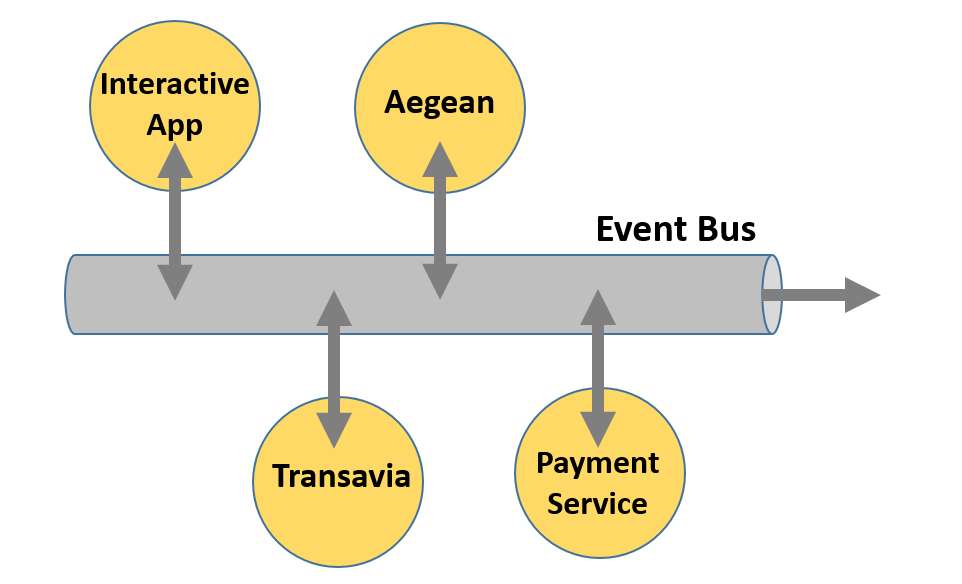 Interactive
App
Aegean
Event Bus
Transavia
Payment
Service